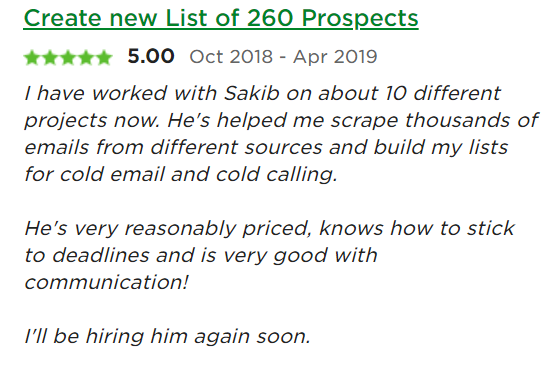 Create new List of 260 Prospects
5.00 Oct 2018 - Apr 2019
I have worked with Sakib on about 10 different
projects now. He's helped me scrape thousands of
emails from different sources and build my lists
for cold email and cold calling.
He's very reasonably priced, knows how to stick
to deadlines and is very good with
communication!
I'll be hiring him again soon.